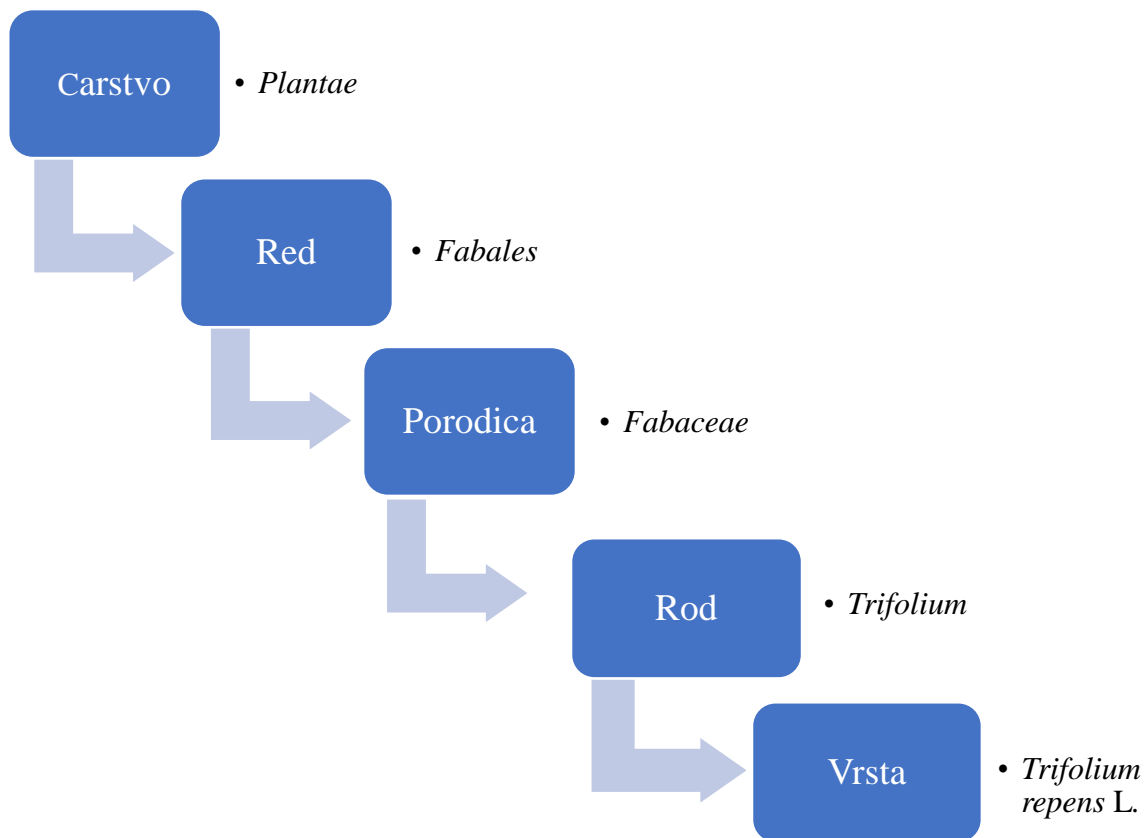 Carstvo
• Plantae
Red
• Fabales
Porodica
• Fabaceae
Rod
• Trifolium
Vrsta
• Trifolium
repens L.